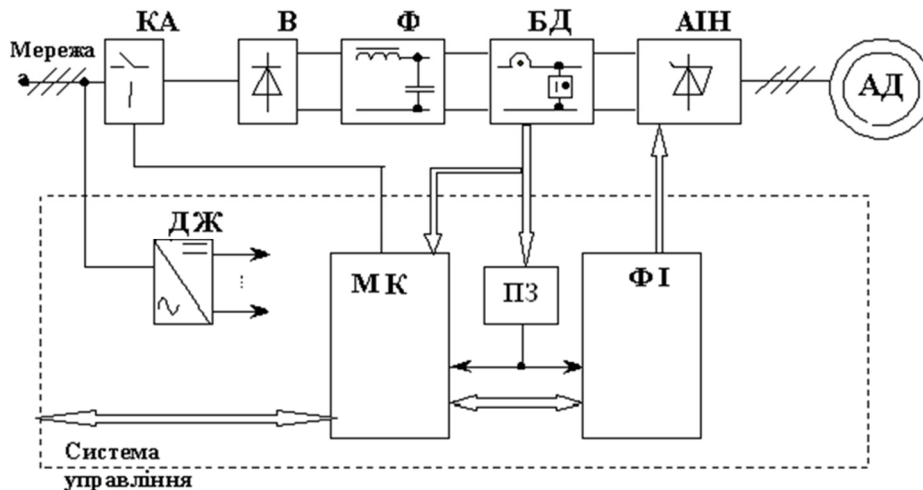 КА В Ф БД АІН
Мережа
АД
ДЖ
МК
ПЗ
ФІ
Система
управління